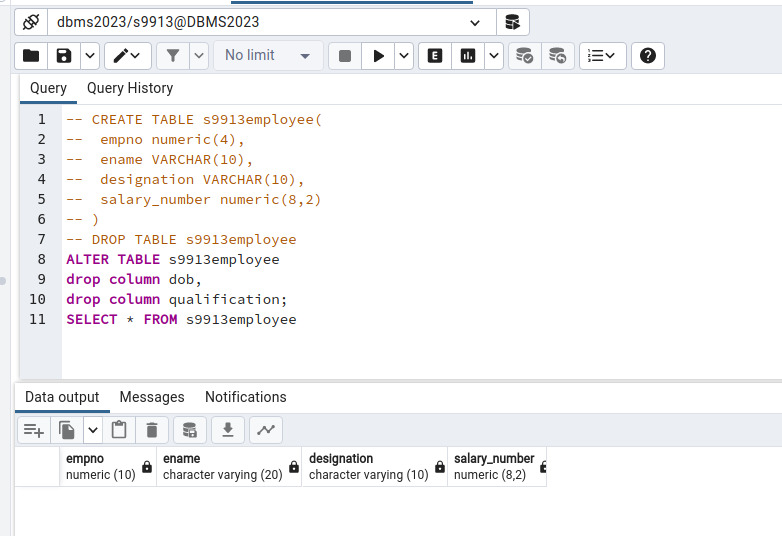 dbms2023/s9913@DBMS2023
No limit
E
Query Query History
1 -- CREATE TABLE s9913employee(
2 --  empno numeric(4),
3 --  ename VARCHAR(10),
4 --  designation VARCHAR(10),
5 --  salary_number numeric(8,2)
6 -- )
7 -- DROP TABLE s9913employee
8 ALTER TABLE s9913employee
9 drop column dob,
10 drop column qualification;
11 SELECT * FROM s9913employee
Data output Messages Notifications
empno ename designation salary_number
numeric (10) character varying (20) character varying (10) numeric (8,2)